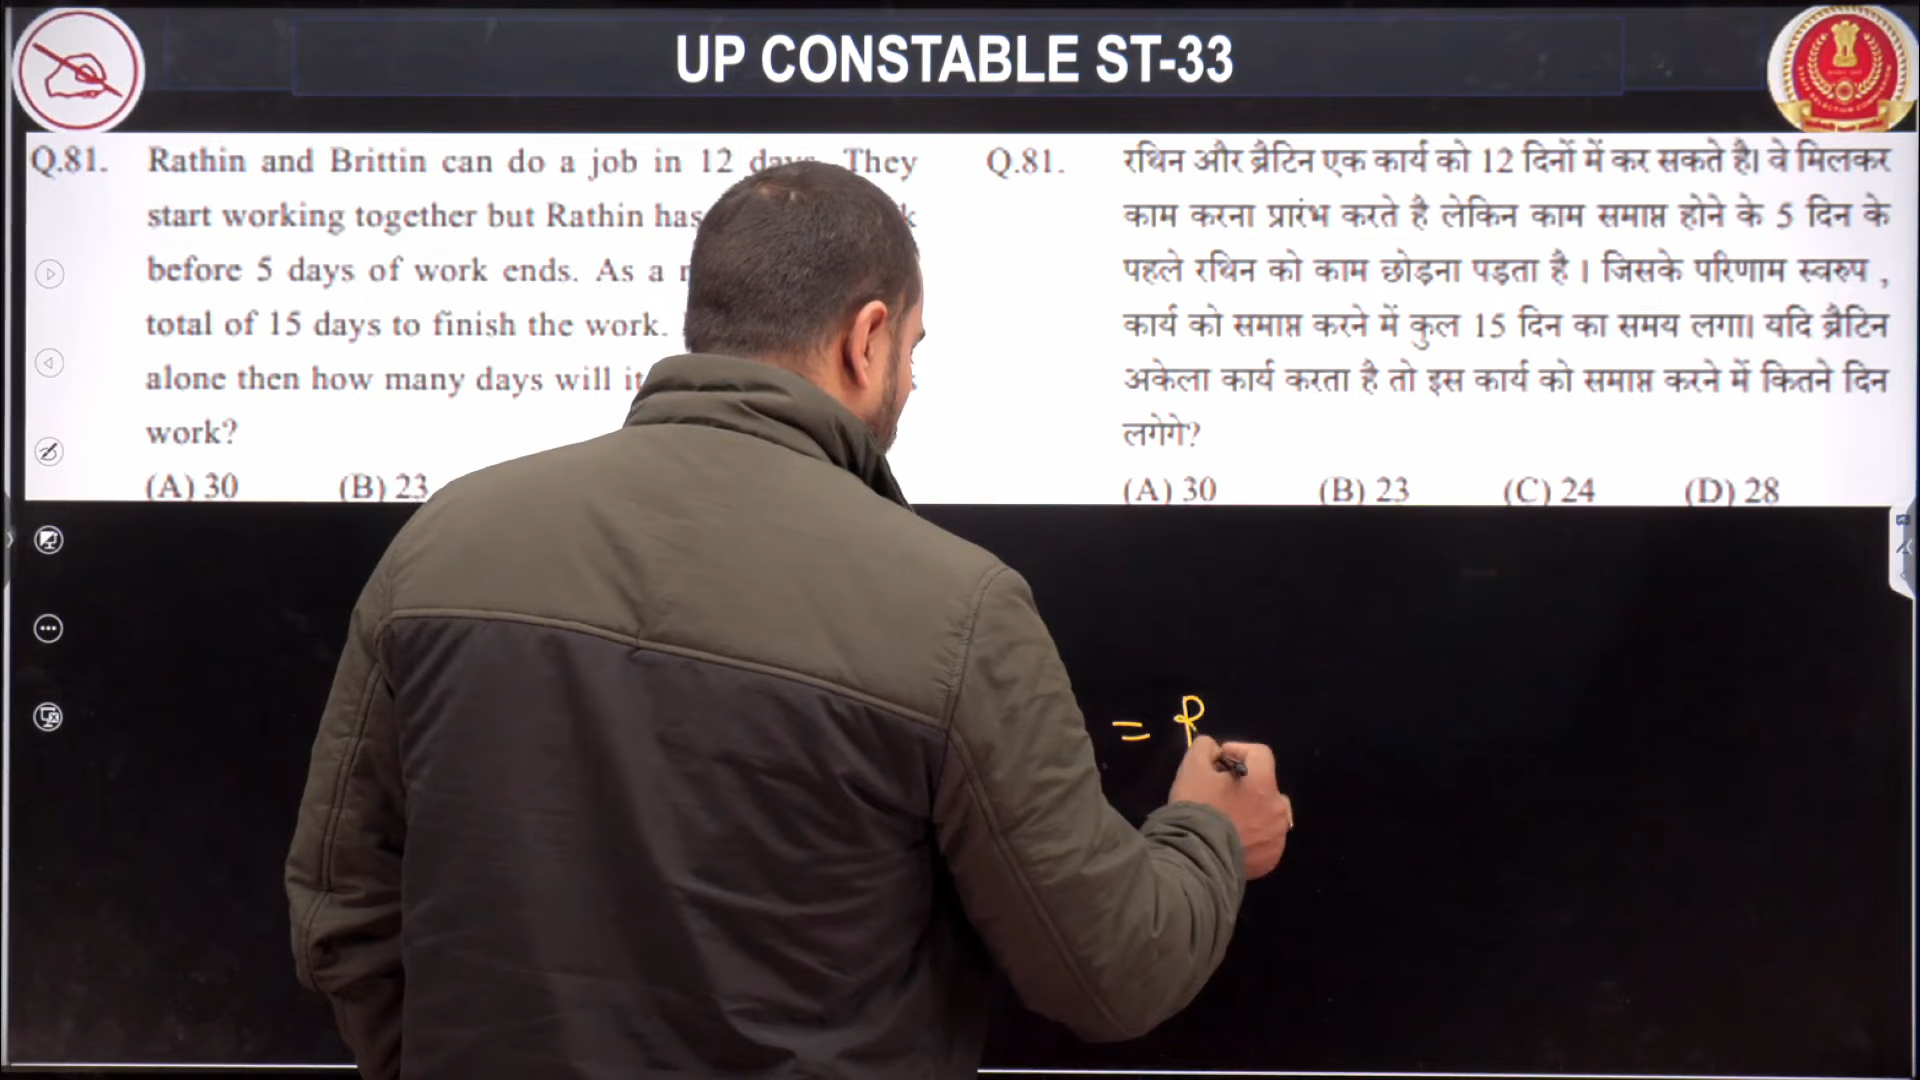 UP CONSTABLE ST-33
Q.81. Rathin and Brittin can do a job in 12 days. They
start working together but Rathin has
before 5 days of work ends. As a
total of 15 days to finish the work.
alone then how many days will it
work?
(A) 30 (B) 23
Q.81. रथिन और ब्रैटिन एक कार्य को 12 दिनों में कर सकते है। वे मिलकर
काम करना प्रारंभ करते है लेकिन काम समाप्त होने के 5 दिन के
पहले रथिन को काम छोड़ना पड़ता है । जिसके परिणाम स्वरुप ,
कार्य को समाप्त करने में कुल 15 दिन का समय लगा। यदि ब्रैटिन
अकेला कार्य करता है तो इस कार्य को समाप्त करने में कितने दिन
लगेगे?
(A) 30 (B) 23 (C) 24 (D) 28
= R